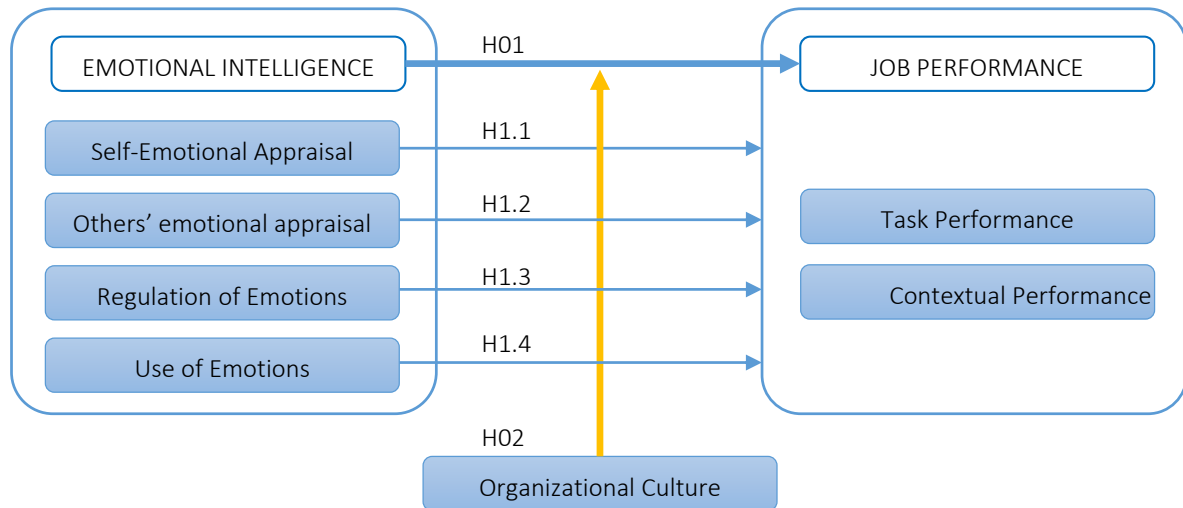 H01
EMOTIONAL INTELLIGENCE
JOB PERFORMANCE
H1.1
Self-Emotional Appraisal
H1.2
Others’ emotional appraisal
Task Performance
H1.3
Regulation of Emotions
Contextual Performance
H1.4
Use of Emotions
H02
Organizational Culture